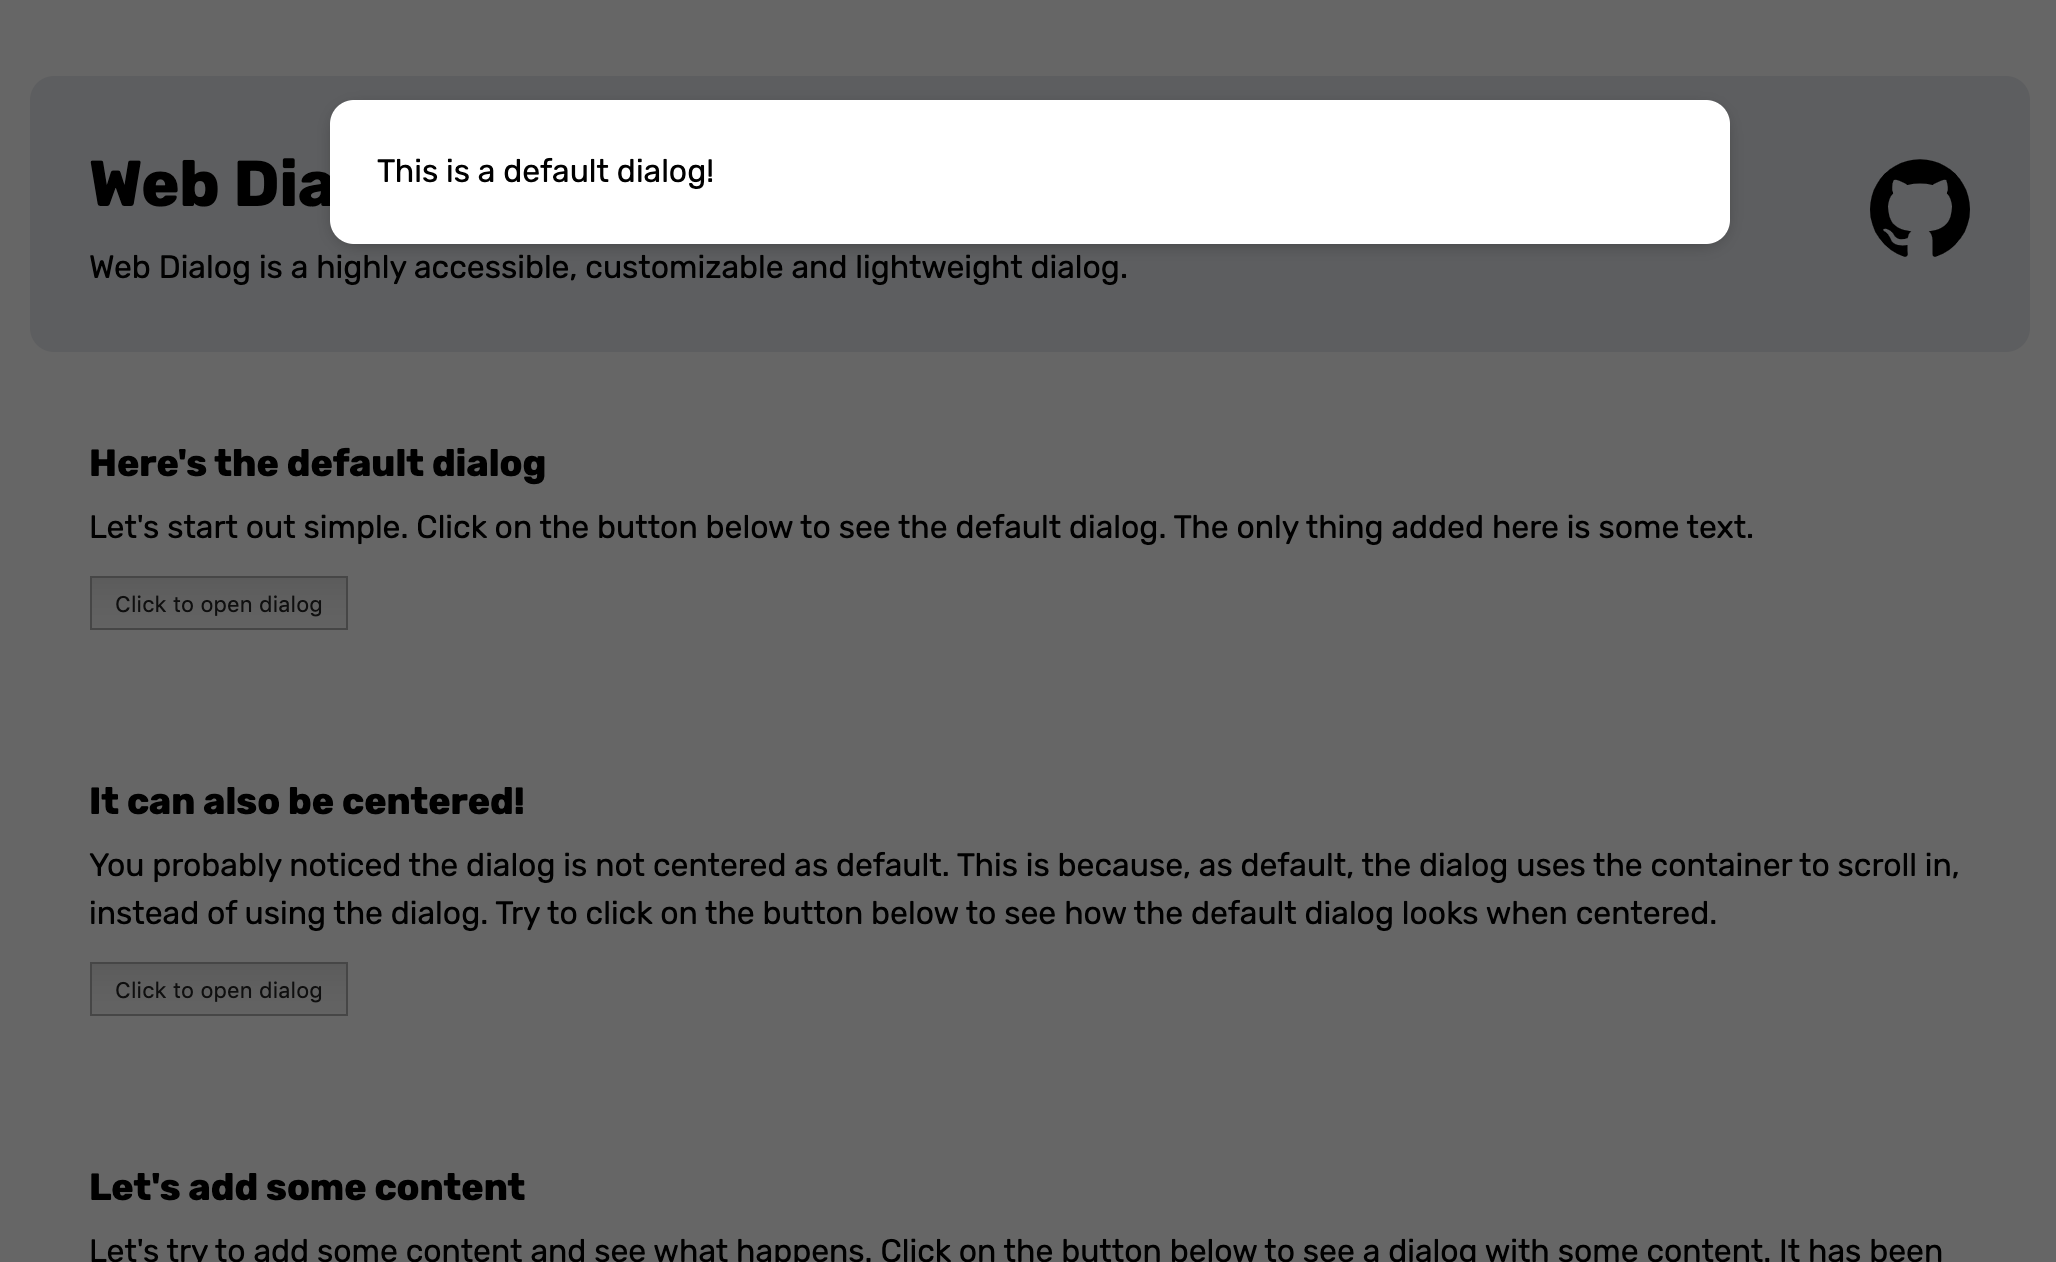 This is a default dialog!
Web Dia
Web Dialog is a highly accessible, customizable and lightweight dialog.
Here's the default dialog
Let's start out simple. Click on the button below to see the default dialog. The only thing added here is some text.
Click to open dialog
It can also be centered!
You probably noticed the dialog is not centered as default. This is because, as default, the dialog uses the container to scroll in,
instead of using the dialog. Try to click on the button below to see how the default dialog looks when centered.
Click to open dialog
Let's add some content
Let's try to add some content and see what happens. Click on the button below to see a dialog with some content. It has been